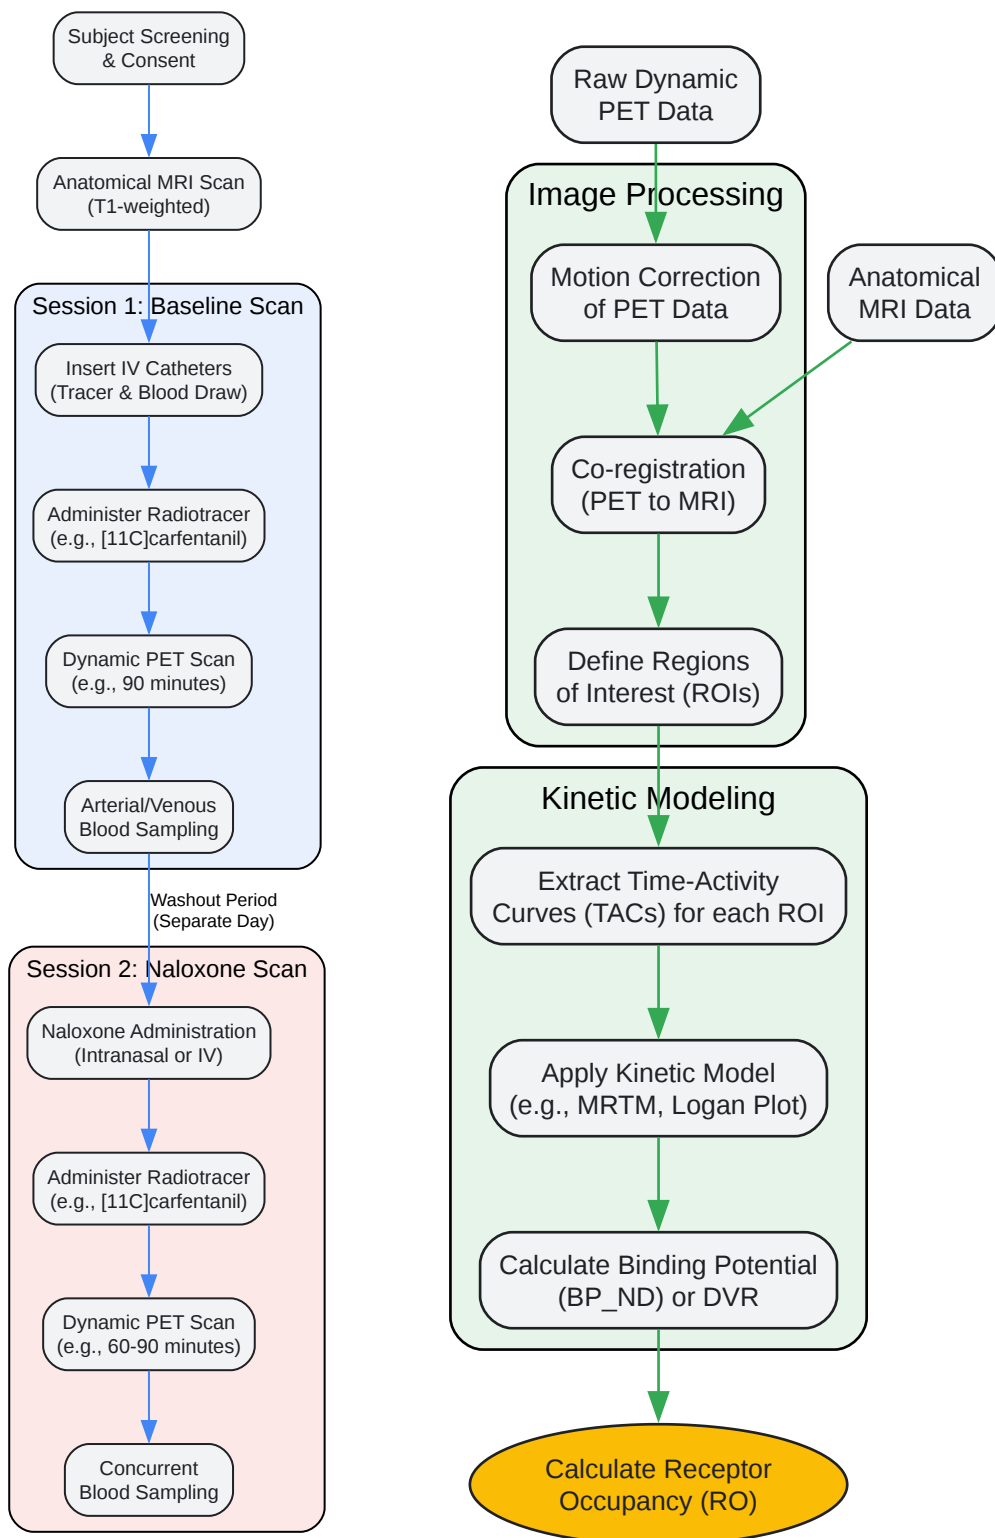 Subject Screening
& Consent
Anatomical MRI Scan
(T1-weighted)
Session 1: Baseline Scan
Insert IV Catheters
(Tracer & Blood Draw)
Administer Radiotracer
(e.g., [11C]carfentanil)
Dynamic PET Scan
(e.g., 90 minutes)
Arterial/Venous
Blood Sampling
Washout Period
(Separate Day)
Session 2: Naloxone Scan
Naloxone Administration
(Intranasal or IV)
Administer Radiotracer
(e.g., [11C]carfentanil)
Dynamic PET Scan
(e.g., 60-90 minutes)
Concurrent
Blood Sampling
Raw Dynamic
PET Data
Image Processing
Motion Correction
of PET Data
Anatomical
MRI Data
Co-registration
(PET to MRI)
Define Regions
of Interest (ROIs)
Kinetic Modeling
Extract Time-Activity
Curves (TACs) for each ROI
Apply Kinetic Model
(e.g., MRTM, Logan Plot)
Calculate Binding Potential
(BP_ND) or DVR
Calculate Receptor
Occupancy (RO)